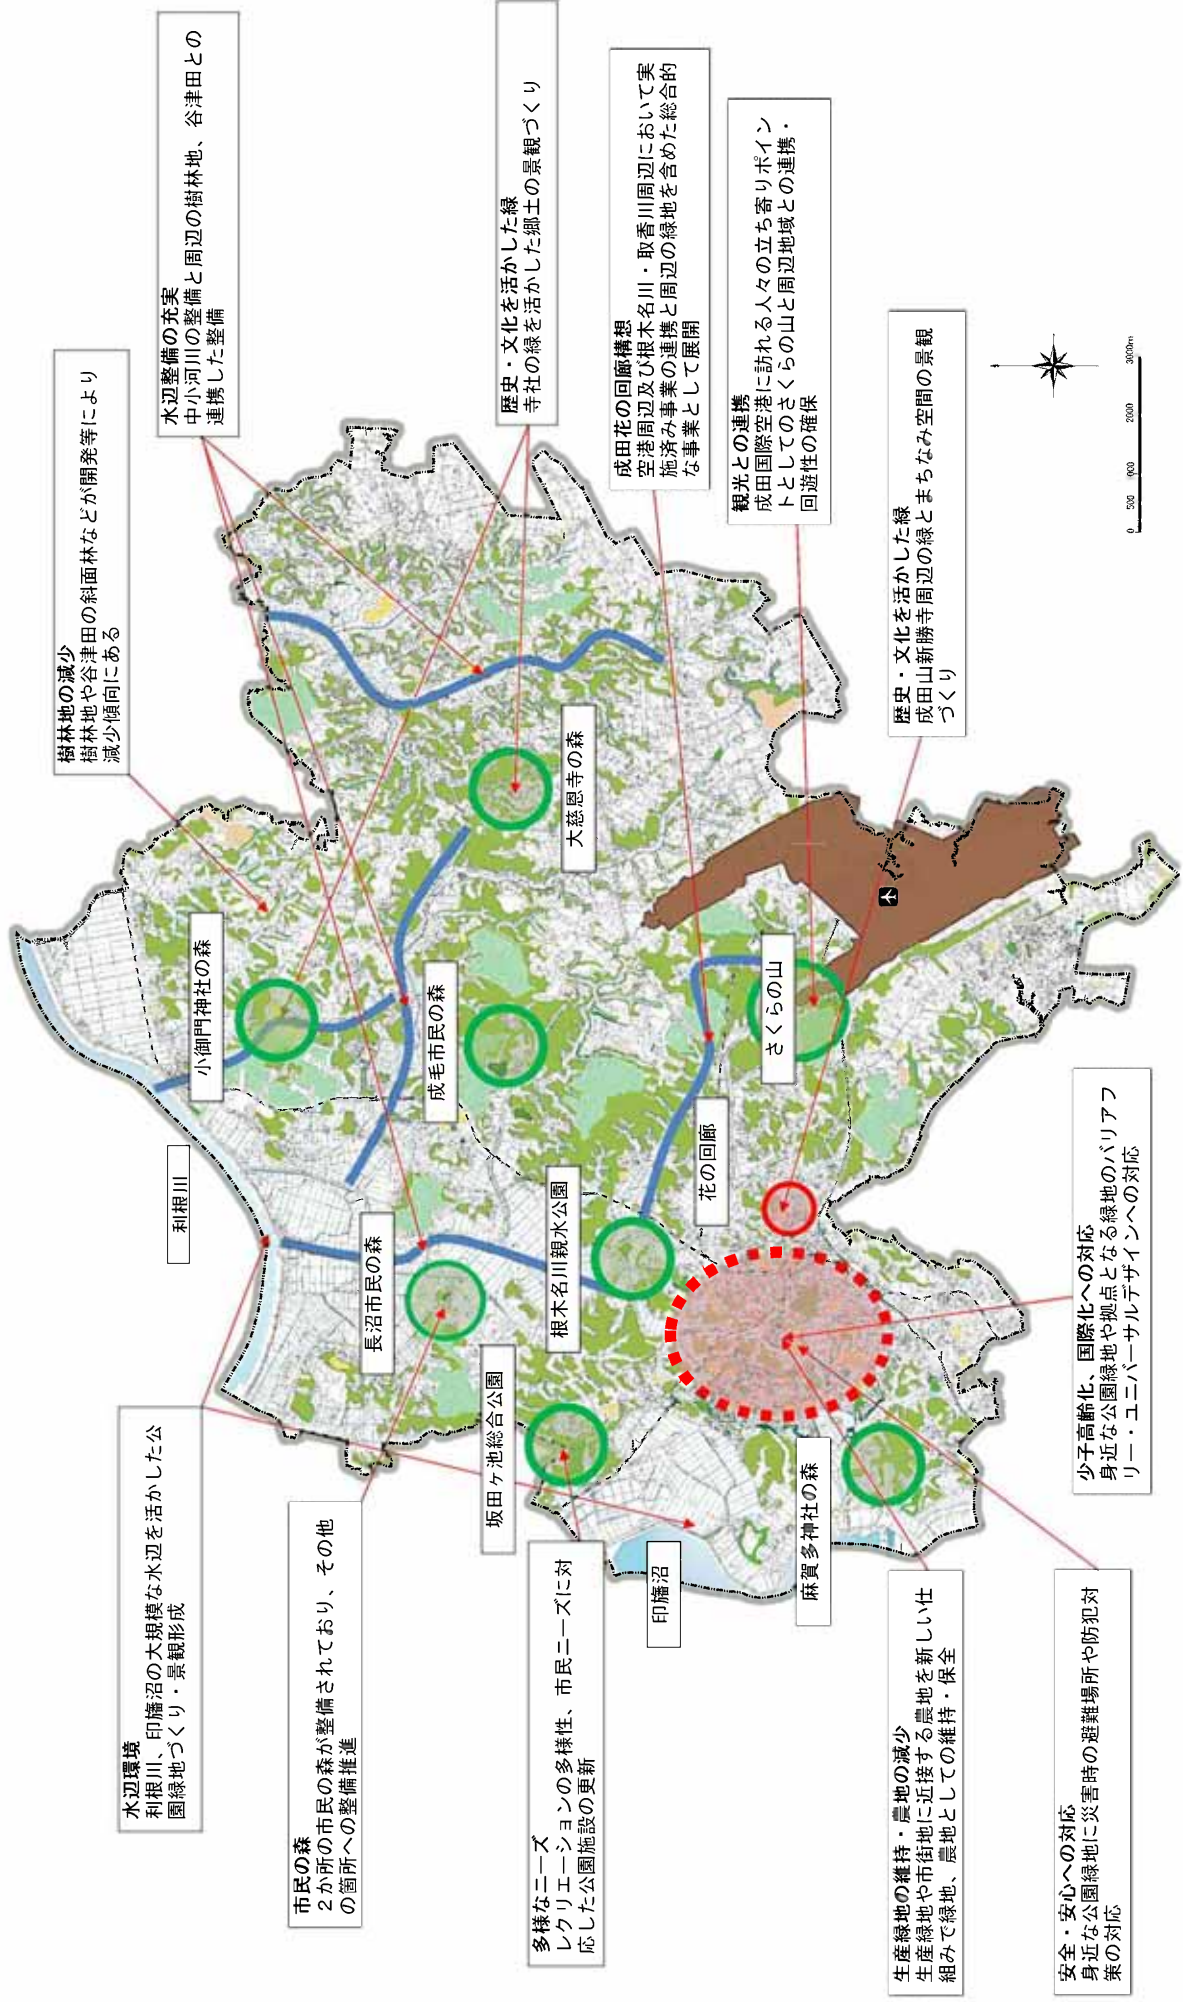 水辺環境
利根川、印旛沼の大規模な水辺を活かした公
園緑地づくり・景観形成
樹林地の減少
樹林地や谷津田の斜面林などが開発等により
減少傾向にある
水辺整備の充実
中小河川の整備と周辺の樹林地、谷津田との
連携した整備
市民の森
２か所の市民の森が整備されており、その他
の箇所への整備推進
歴史・文化を活かした緑
寺社の緑を活かした郷土の景観づくり
多様なニーズ
レクリエーションの多様性、市民ニーズに対
応した公園施設の更新
成田花の回廊構想
空港周辺及び根木名川・取香川周辺において実
施済み事業の連携と周辺の緑地を含めた総合的
な事業として展開
観光との連携
成田国際空港に訪れる人々の立ち寄りポイン
トとしてのさくらの山と周辺地域との連携・
回遊性の確保
生産緑地の維持・農地の減少
生産緑地や市街地に近接する農地を新しい仕
組みで緑地、農地としての維持・保全
歴史・文化を活かした緑
成田山新勝寺周辺の緑とまちなみ空間の景観
づくり
安全・安心への対応
身近な公園緑地に災害時の避難場所や防犯対
策の対応
少子高齢化、国際化への対応
身近な公園緑地や拠点となる緑地のバリアフ
リー・ユニバーサルデザインへの対応
利根川
小御門神社の森
長沼市民の森
成毛市民の森
坂田ヶ池総合公園
根木名川親水公園
大慈恩寺の森
印旛沼
花の回廊
さくらの山
麻賀多神社の森
0 500 1000 2000 3000m